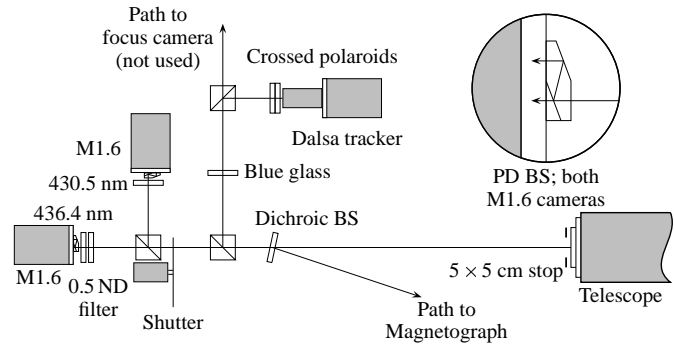 Path to
focus camera
(not used)
Crossed polaroids
Dalsa tracker
M1.6
430.5 nm
Blue glass
PD BS; both
M1.6 cameras
436.4 nm
Dichroic BS
M1.6
0.5 ND
filter
Shutter
5 × 5 cm stop
Telescope
Path to
Magnetograph